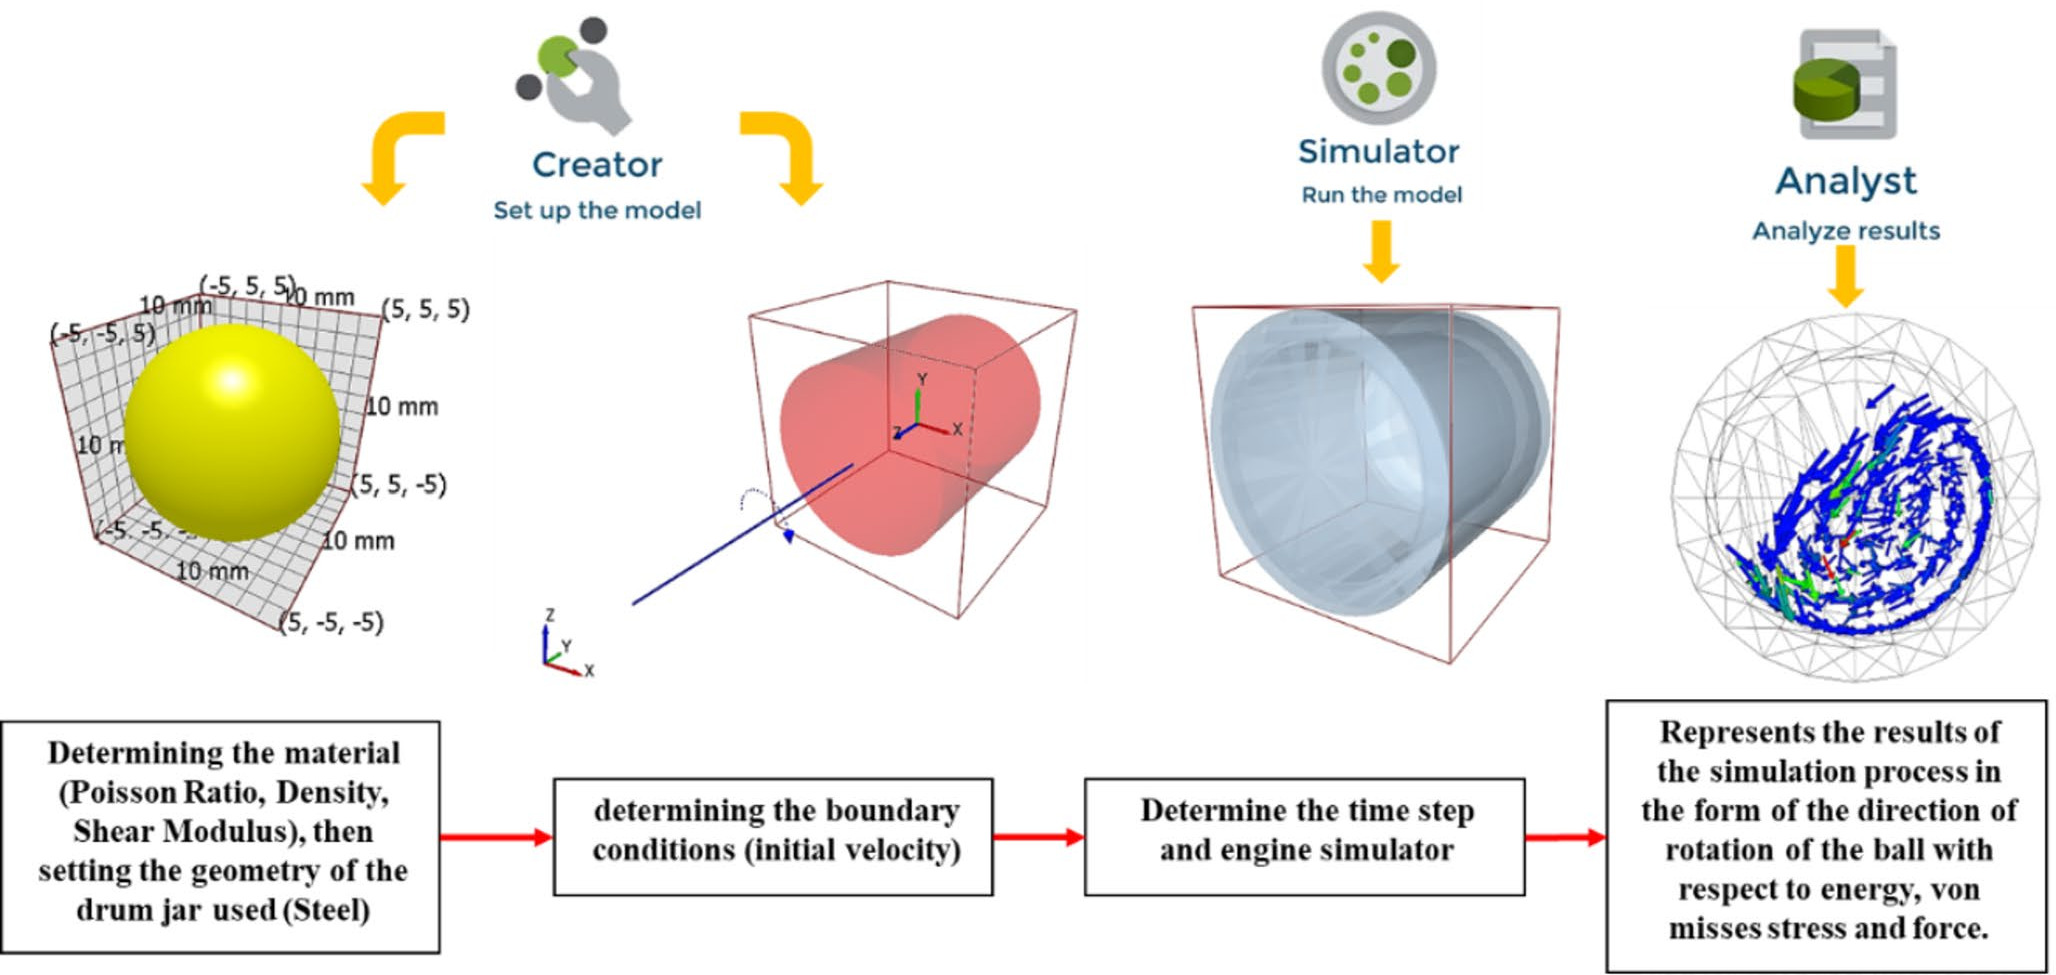 Creator
Set up the model
Simulator
Run the model
Analyst
Analyze results
(-5, 5, 5)
10 mm
10 mm
(5, 5, 5)
(-5, -5, 5)
10 mm
10 m
(5, 5, -5)
(-5. -5. -
10 mm
10 mm
(5, -5, -5)
Y
Z
X
Z
Y
X
Determining the material
(Poisson Ratio, Density,
Shear Modulus), then
setting the geometry of the
drum jar used (Steel)
determining the boundary
conditions (initial velocity)
Determine the time step
and engine simulator
Represents the results of
the simulation process in
the form of the direction of
rotation of the ball with
respect to energy, von
misses stress and force.